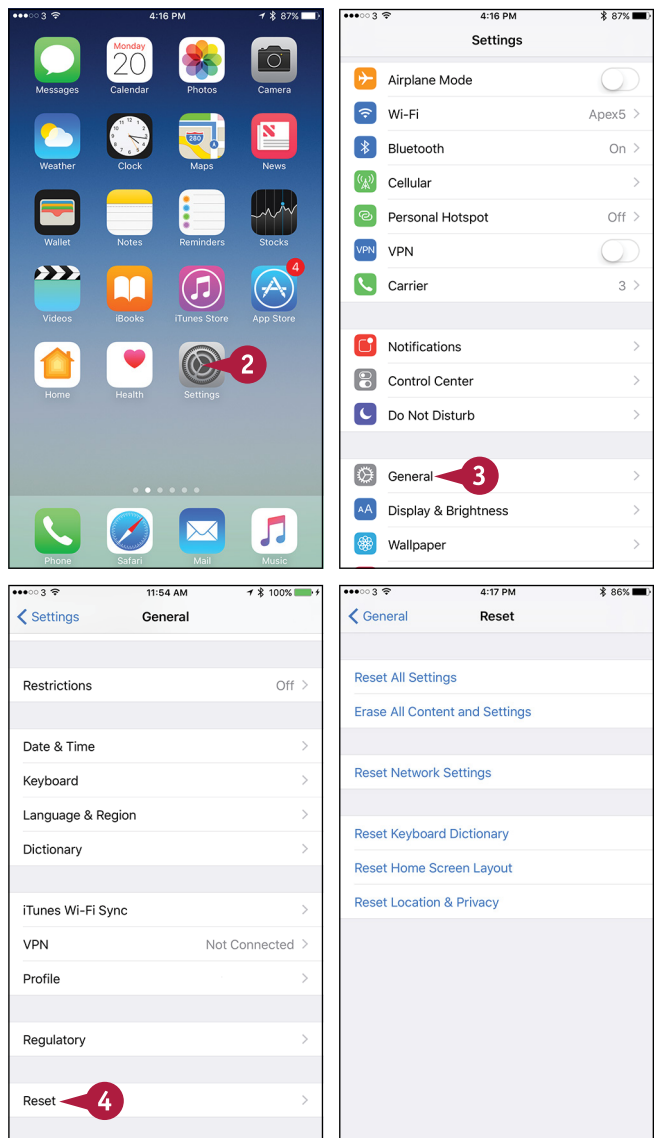 3 4:16 PM 87%
Messages
Monday
20
Calendar
Photos
Camera
Weather
Clock
280
Maps
News
Wallet
Notes
Reminders
Stocks
Videos
iBooks
iTunes Store
4
App Store
Home
Health
Settings
2
Phone
Safari
Mail
Music
3 4:16 PM 87%
Settings
Airplane Mode
Wi-Fi Apex5
Bluetooth On
Cellular
Personal Hotspot Off
VPN VPN
Carrier 3
Notifications
Control Center
Do Not Disturb
General 3
AA Display & Brightness
Wallpaper
3 11:54 AM 100%
Settings General
Restrictions Off
Date & Time
Keyboard
Language & Region
Dictionary
iTunes Wi-Fi Sync
VPN Not Connected
Profile
Regulatory
Reset 4
3 4:17 PM 86%
General Reset
Reset All Settings
Erase All Content and Settings
Reset Network Settings
Reset Keyboard Dictionary
Reset Home Screen Layout
Reset Location & Privacy